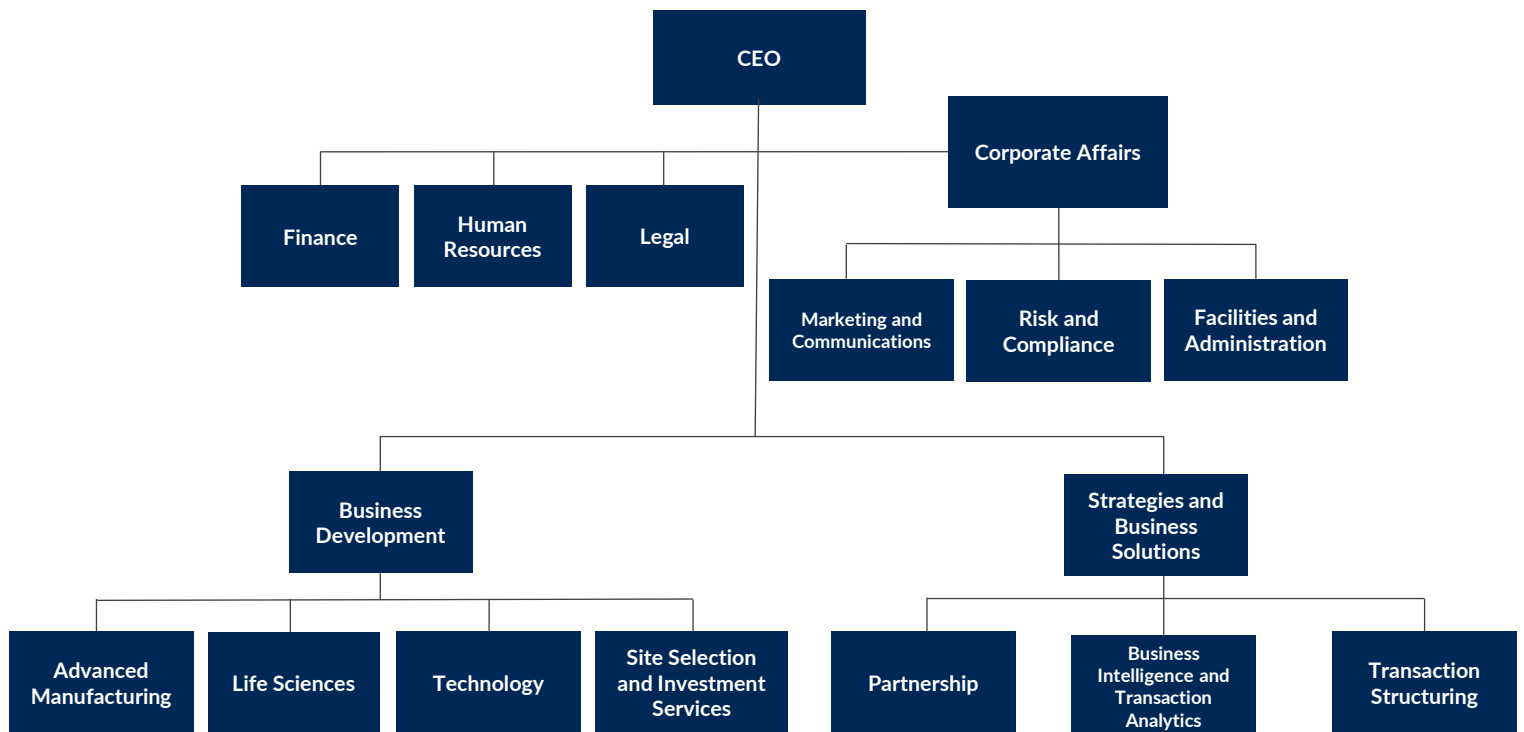 CEO
Corporate Affairs
Finance
Human
Resources
Legal
Marketing and
Communications
Risk and
Compliance
Facilities and
Administration
Business
Development
Strategies and
Business
Solutions
Advanced
Manufacturing
Life Sciences
Technology
Site Selection
and Investment
Services
Partnership
Business
Intelligence and
Transaction
Analytics
Transaction
Structuring